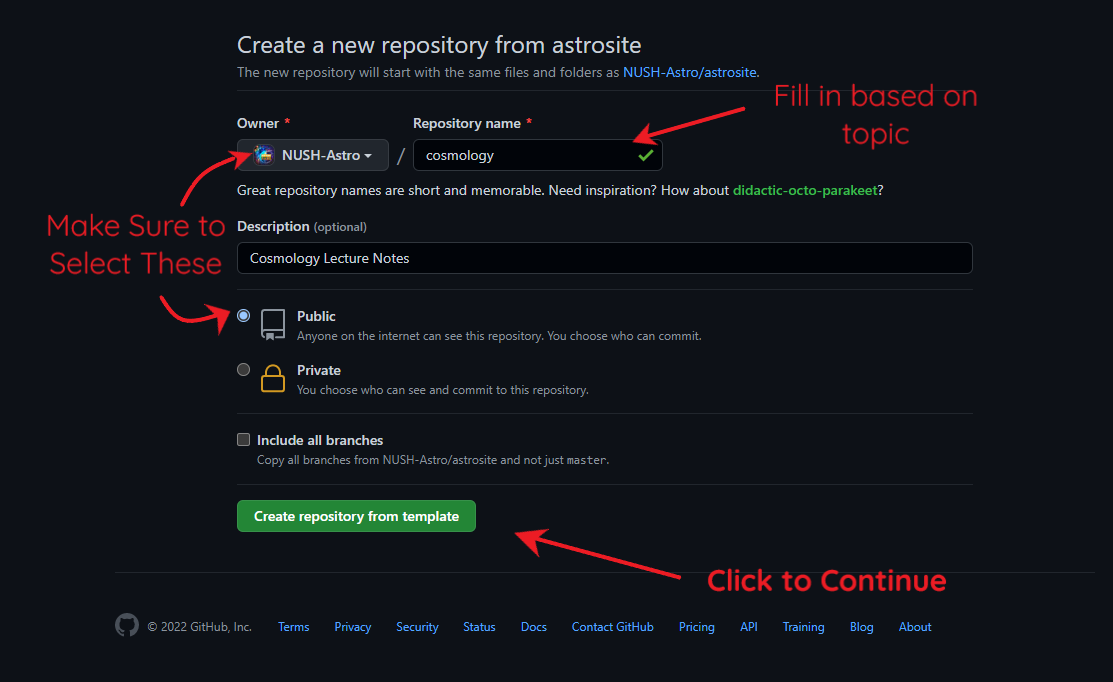 Create a new repository from astrosite
The new repository will start with the same files and folders as NUSH-Astro/astrosite.
Fill in based on
topic
Owner *
Repository name *
NUSH-Astro
/
cosmology
Great repository names are short and memorable. Need inspiration? How about didactic-octo-parakeet?
Make Sure to
Select These
Description (optional)
Cosmology Lecture Notes
Public
Anyone on the internet can see this repository. You choose who can commit.
Private
You choose who can see and commit to this repository.
Include all branches
Copy all branches from NUSH-Astro/astrosite and not just master.
Create repository from template
Click to Continue
© 2022 GitHub, Inc. Terms Privacy Security Status Docs Contact GitHub Pricing API Training Blog About